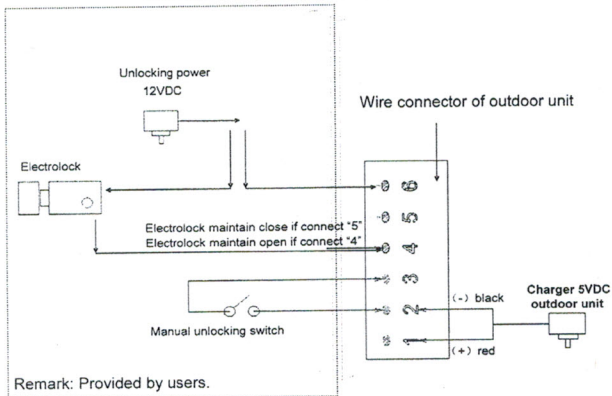 Unlocking power
12VDC
Wire connector of outdoor unit
Electrolock
6
5
Electrolock maintain close if connect "5"
Electrolock maintain open if connect "4"
4
3
Charger 5VDC
outdoor unit
(-) black
2
Manual unlocking switch
1
(+) red
Remark: Provided by users.